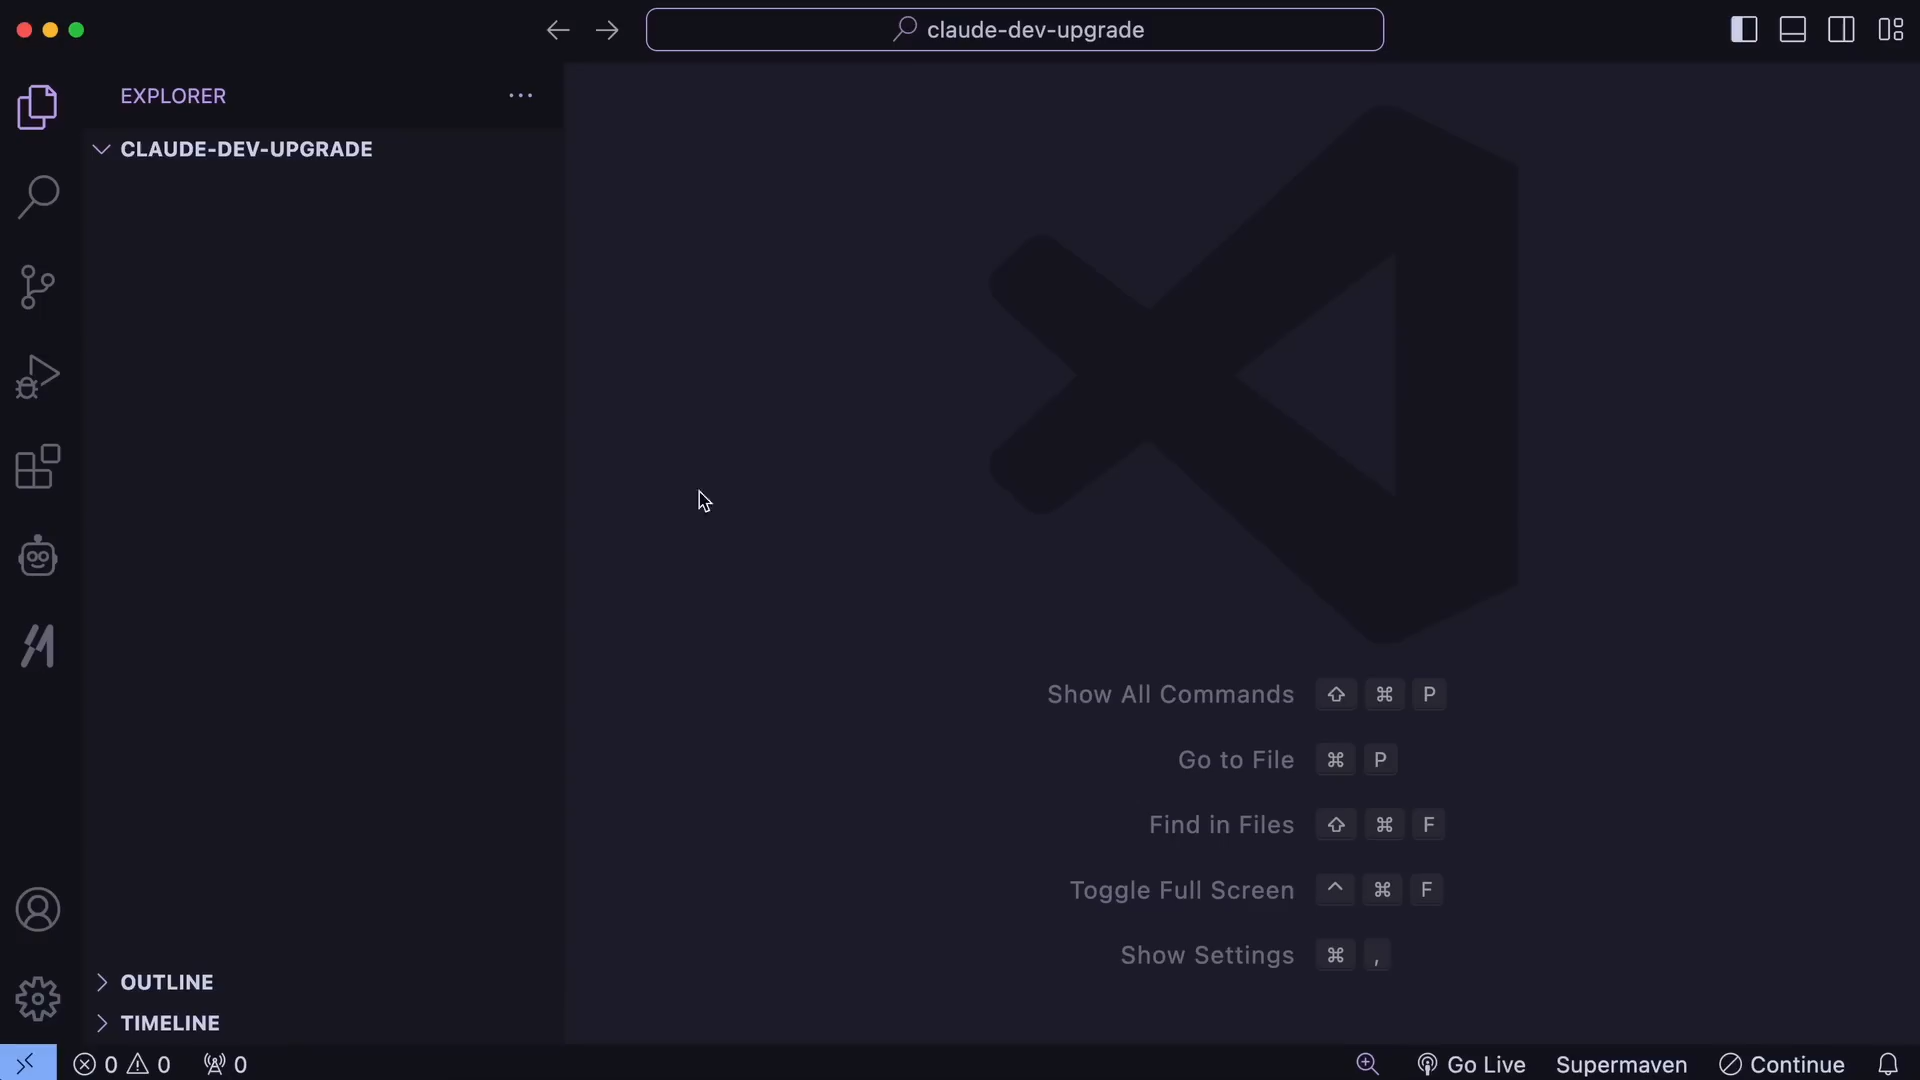 claude-dev-upgrade
EXPLORER
CLAUDE-DEV-UPGRADE
Show All Commands ⇧ ⌘ P
Go to File ⌘ P
Find in Files ⇧ ⌘ F
Toggle Full Screen ^ ⌘ F
Show Settings ⌘ ,
OUTLINE
TIMELINE
0 0 0 Go Live Supermaven Continue